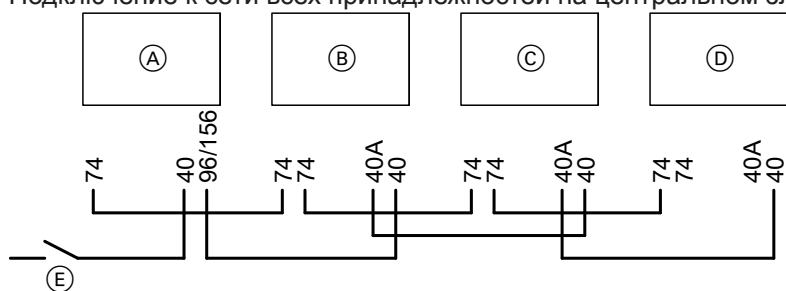 Подключение к сети всех принадлежностей на центральном
A B C D
74 40 96/156 74 74 40A 40 74 74 40A 40 74 74 40A 40
E